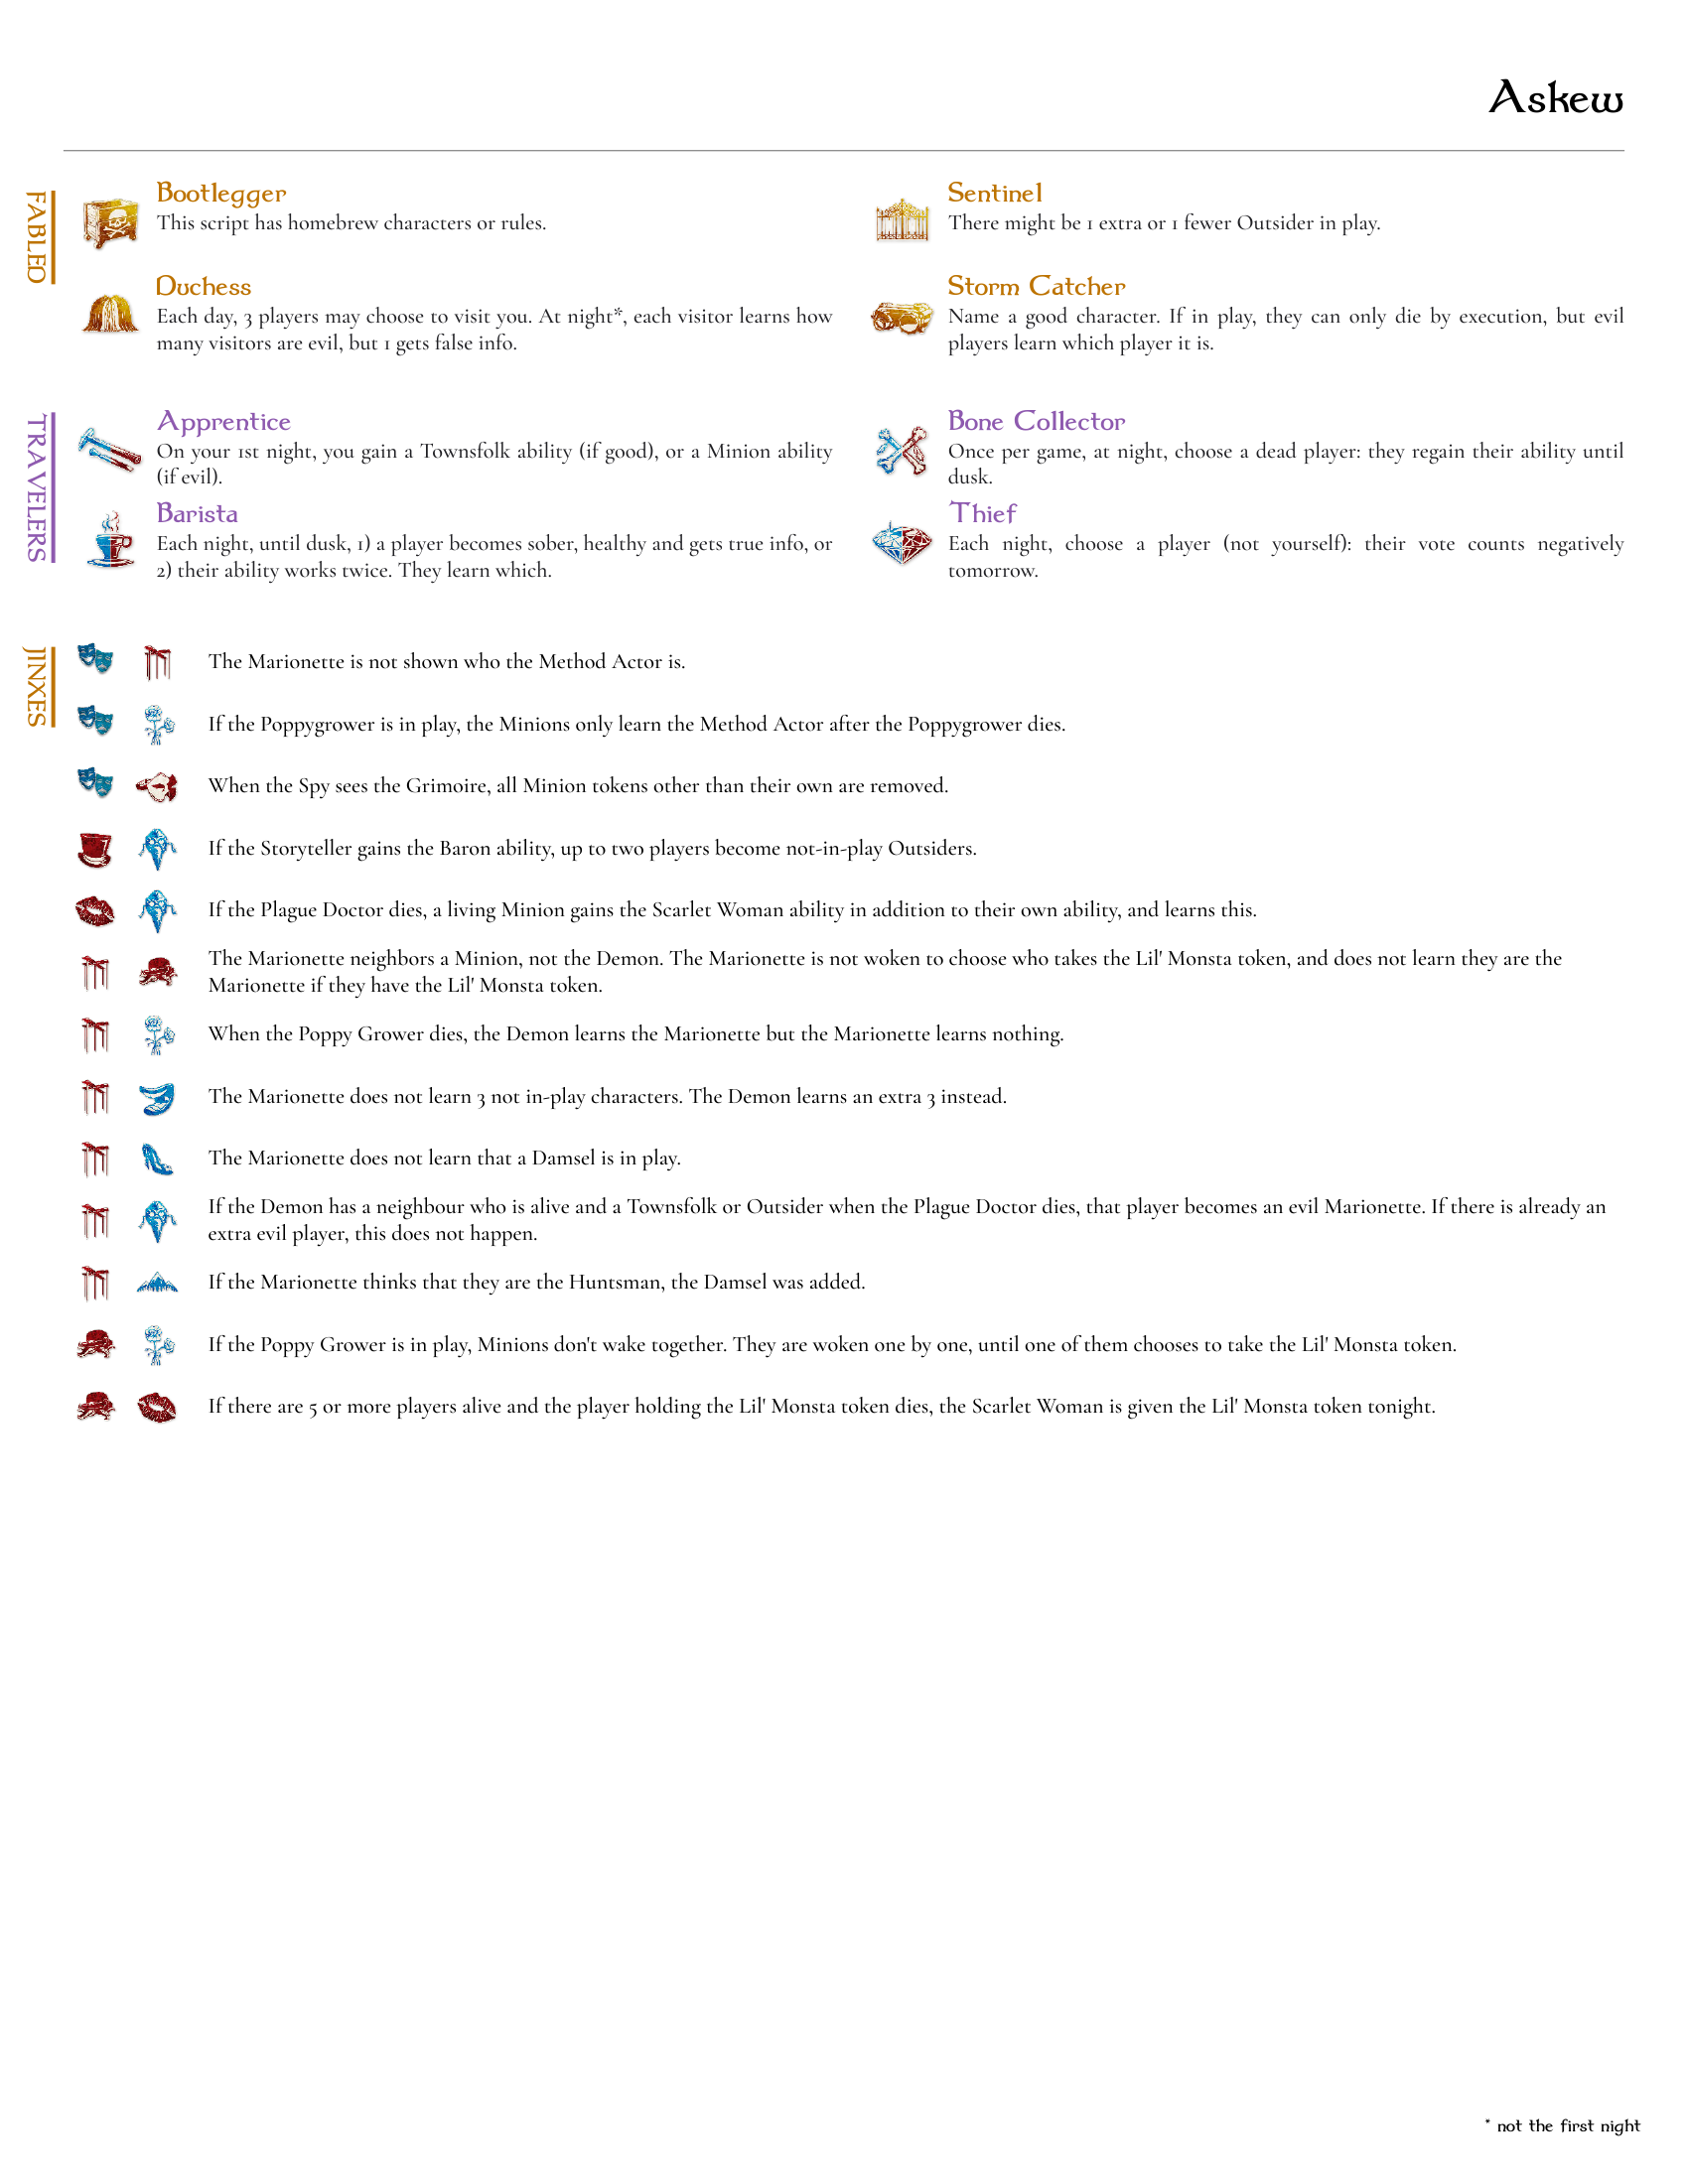 Askew
FABLED
Bootlegger
This script has homebrew characters or rules.
Sentinel
There might be 1 extra or 1 fewer Outsider in play.
Duchess
Each day, 3 players may choose to visit you. At night*, each visitor learns how
many visitors are evil, but 1 gets false info.
Storm Catcher
Name a good character. If in play, they can only die by execution, but evil
players learn which player it is.
TRAVELERS
Apprentice
On your 1st night, you gain a Townsfolk ability (if good), or a Minion ability
(if evil).
Bone Collector
Once per game, at night, choose a dead player: they regain their ability until
dusk.
Barista
Each night, until dusk, 1) a player becomes sober, healthy and gets true info, or
2) their ability works twice. They learn which.
Thief
Each night, choose a player (not yourself): their vote counts negatively
tomorrow.
JINXES
The Marionette is not shown who the Method Actor is.
If the Poppygrower is in play, the Minions only learn the Method Actor after the Poppygrower dies.
When the Spy sees the Grimoire, all Minion tokens other than their own are removed.
If the Storyteller gains the Baron ability, up to two players become not-in-play Outsiders.
If the Plague Doctor dies, a living Minion gains the Scarlet Woman ability in addition to their own ability, and learns this.
The Marionette neighbors a Minion, not the Demon. The Marionette is not woken to choose who takes the Lil' Monsta token, and does not learn they are the
Marionette if they have the Lil' Monsta token.
When the Poppy Grower dies, the Demon learns the Marionette but the Marionette learns nothing.
The Marionette does not learn 3 not in-play characters. The Demon learns an extra 3 instead.
The Marionette does not learn that a Damsel is in play.
If the Demon has a neighbour who is alive and a Townsfolk or Outsider when the Plague Doctor dies, that player becomes an evil Marionette. If there is already an
extra evil player, this does not happen.
If the Marionette thinks that they are the Huntsman, the Damsel was added.
If the Poppy Grower is in play, Minions don't wake together. They are woken one by one, until one of them chooses to take the Lil' Monsta token.
If there are 5 or more players alive and the player holding the Lil' Monsta token dies, the Scarlet Woman is given the Lil' Monsta token tonight.
* not the first night